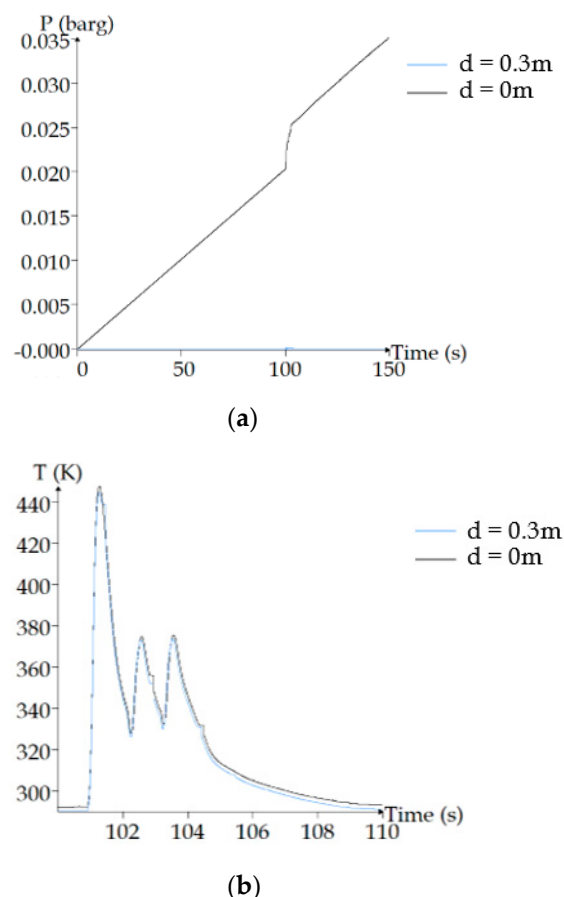 P (barg)
0.035
0.030
0.025
0.020
0.015
0.010
0.005
-0.000
0 50 100 150
Time (s)
d = 0.3m
d = 0m
(a)
T (K)
440
420
400
380
360
340
320
300
102 104 106 108 110
Time (s)
d = 0.3m
d = 0m
(b)